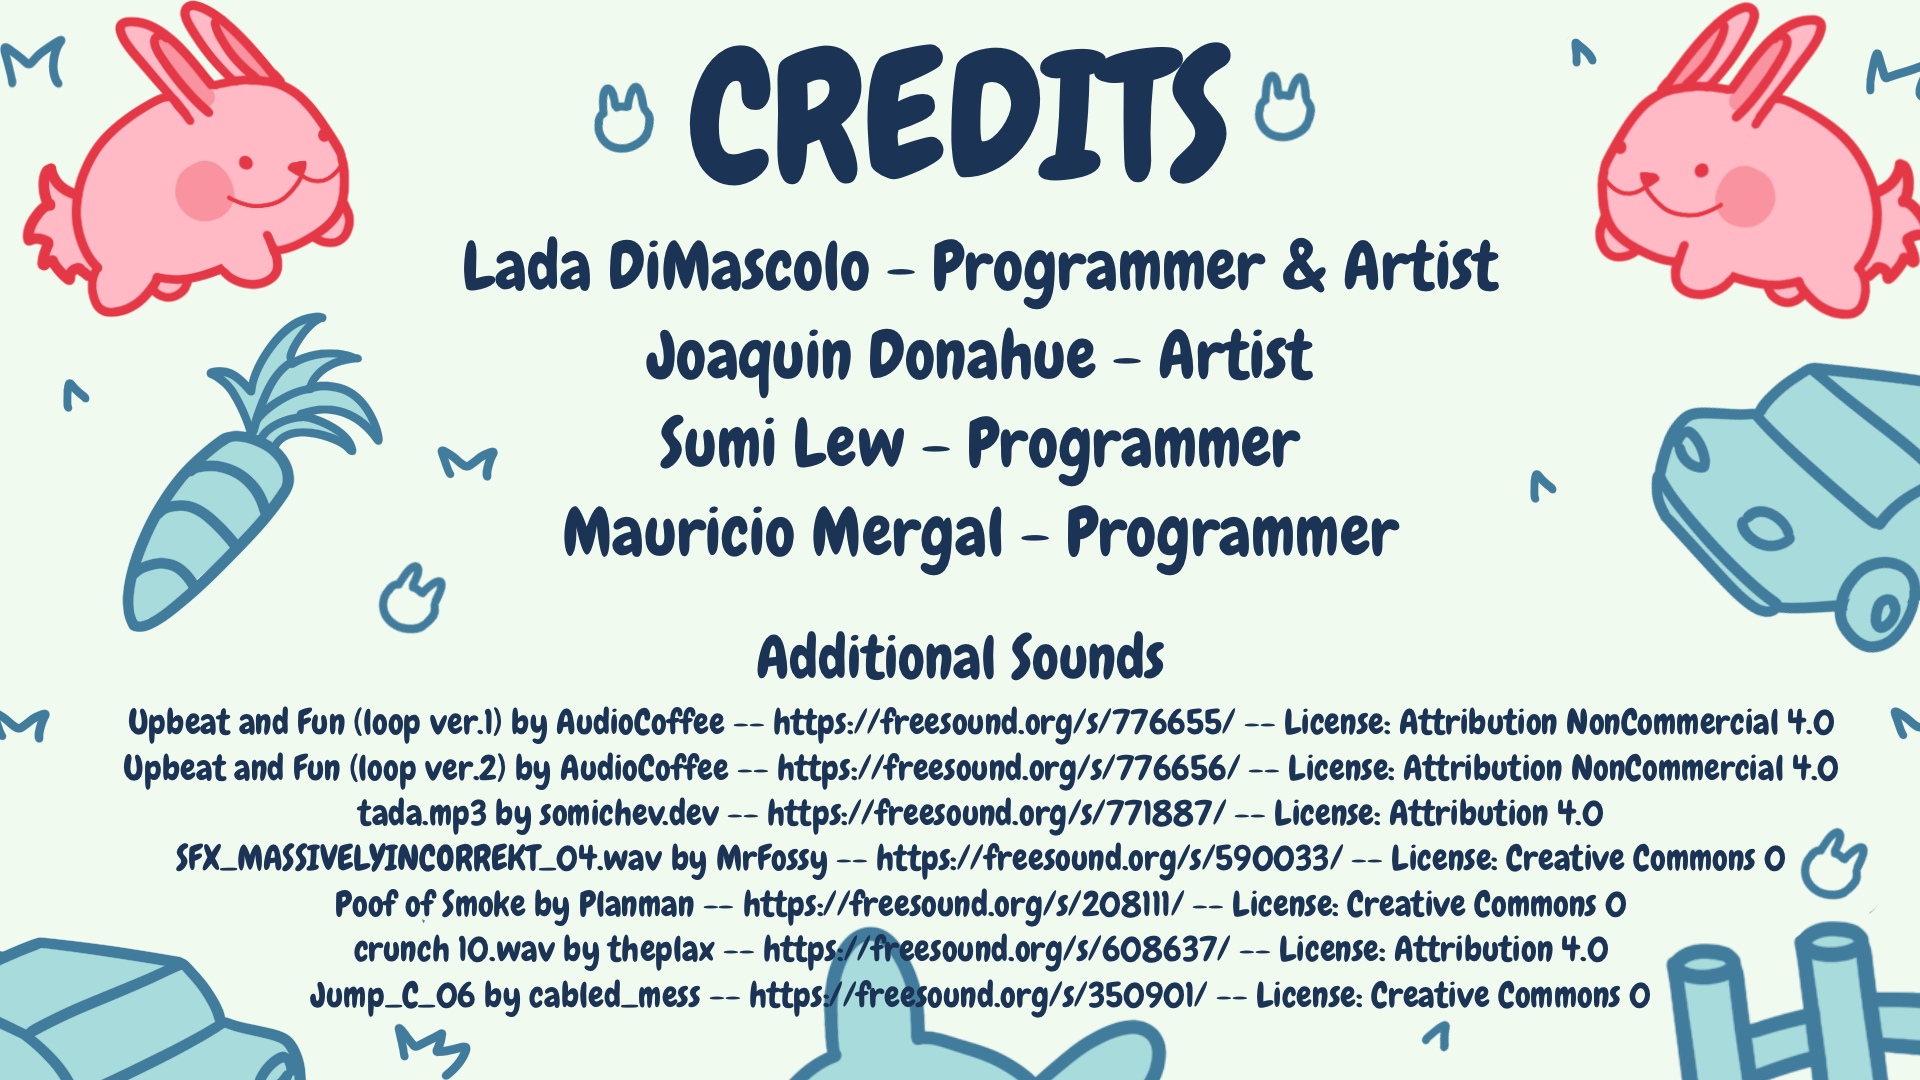 CREDITS
Lada DiMascolo - Programmer & Artist
Joaquin Donahue - Artist
Sumi Lew - Programmer
Mauricio Mergal - Programmer
Additional Sounds
Upbeat and Fun (loop ver.1) by AudioCoffee -- https://freesound.org/s/776655/ -- License: Attribution NonCommercial 4.0
Upbeat and Fun (loop ver.2) by AudioCoffee -- https://freesound.org/s/776656/ -- License: Attribution NonCommercial 4.0
tada.mp3 by somichev.dev -- https://freesound.org/s/771887/ -- License: Attribution 4.0
SFX_MASSIVELYINCORREKT_04.wav by MrFossy -- https://freesound.org/s/590033/ -- License: Creative Commons 0
Poof of Smoke by Planman -- https://freesound.org/s/208111/ -- License: Creative Commons 0
crunch 10.wav by theplax -- https://freesound.org/s/608637/ -- License: Attribution 4.0
Jump_C_06 by cabled_mess -- https://freesound.org/s/350901/ -- License: Creative Commons 0